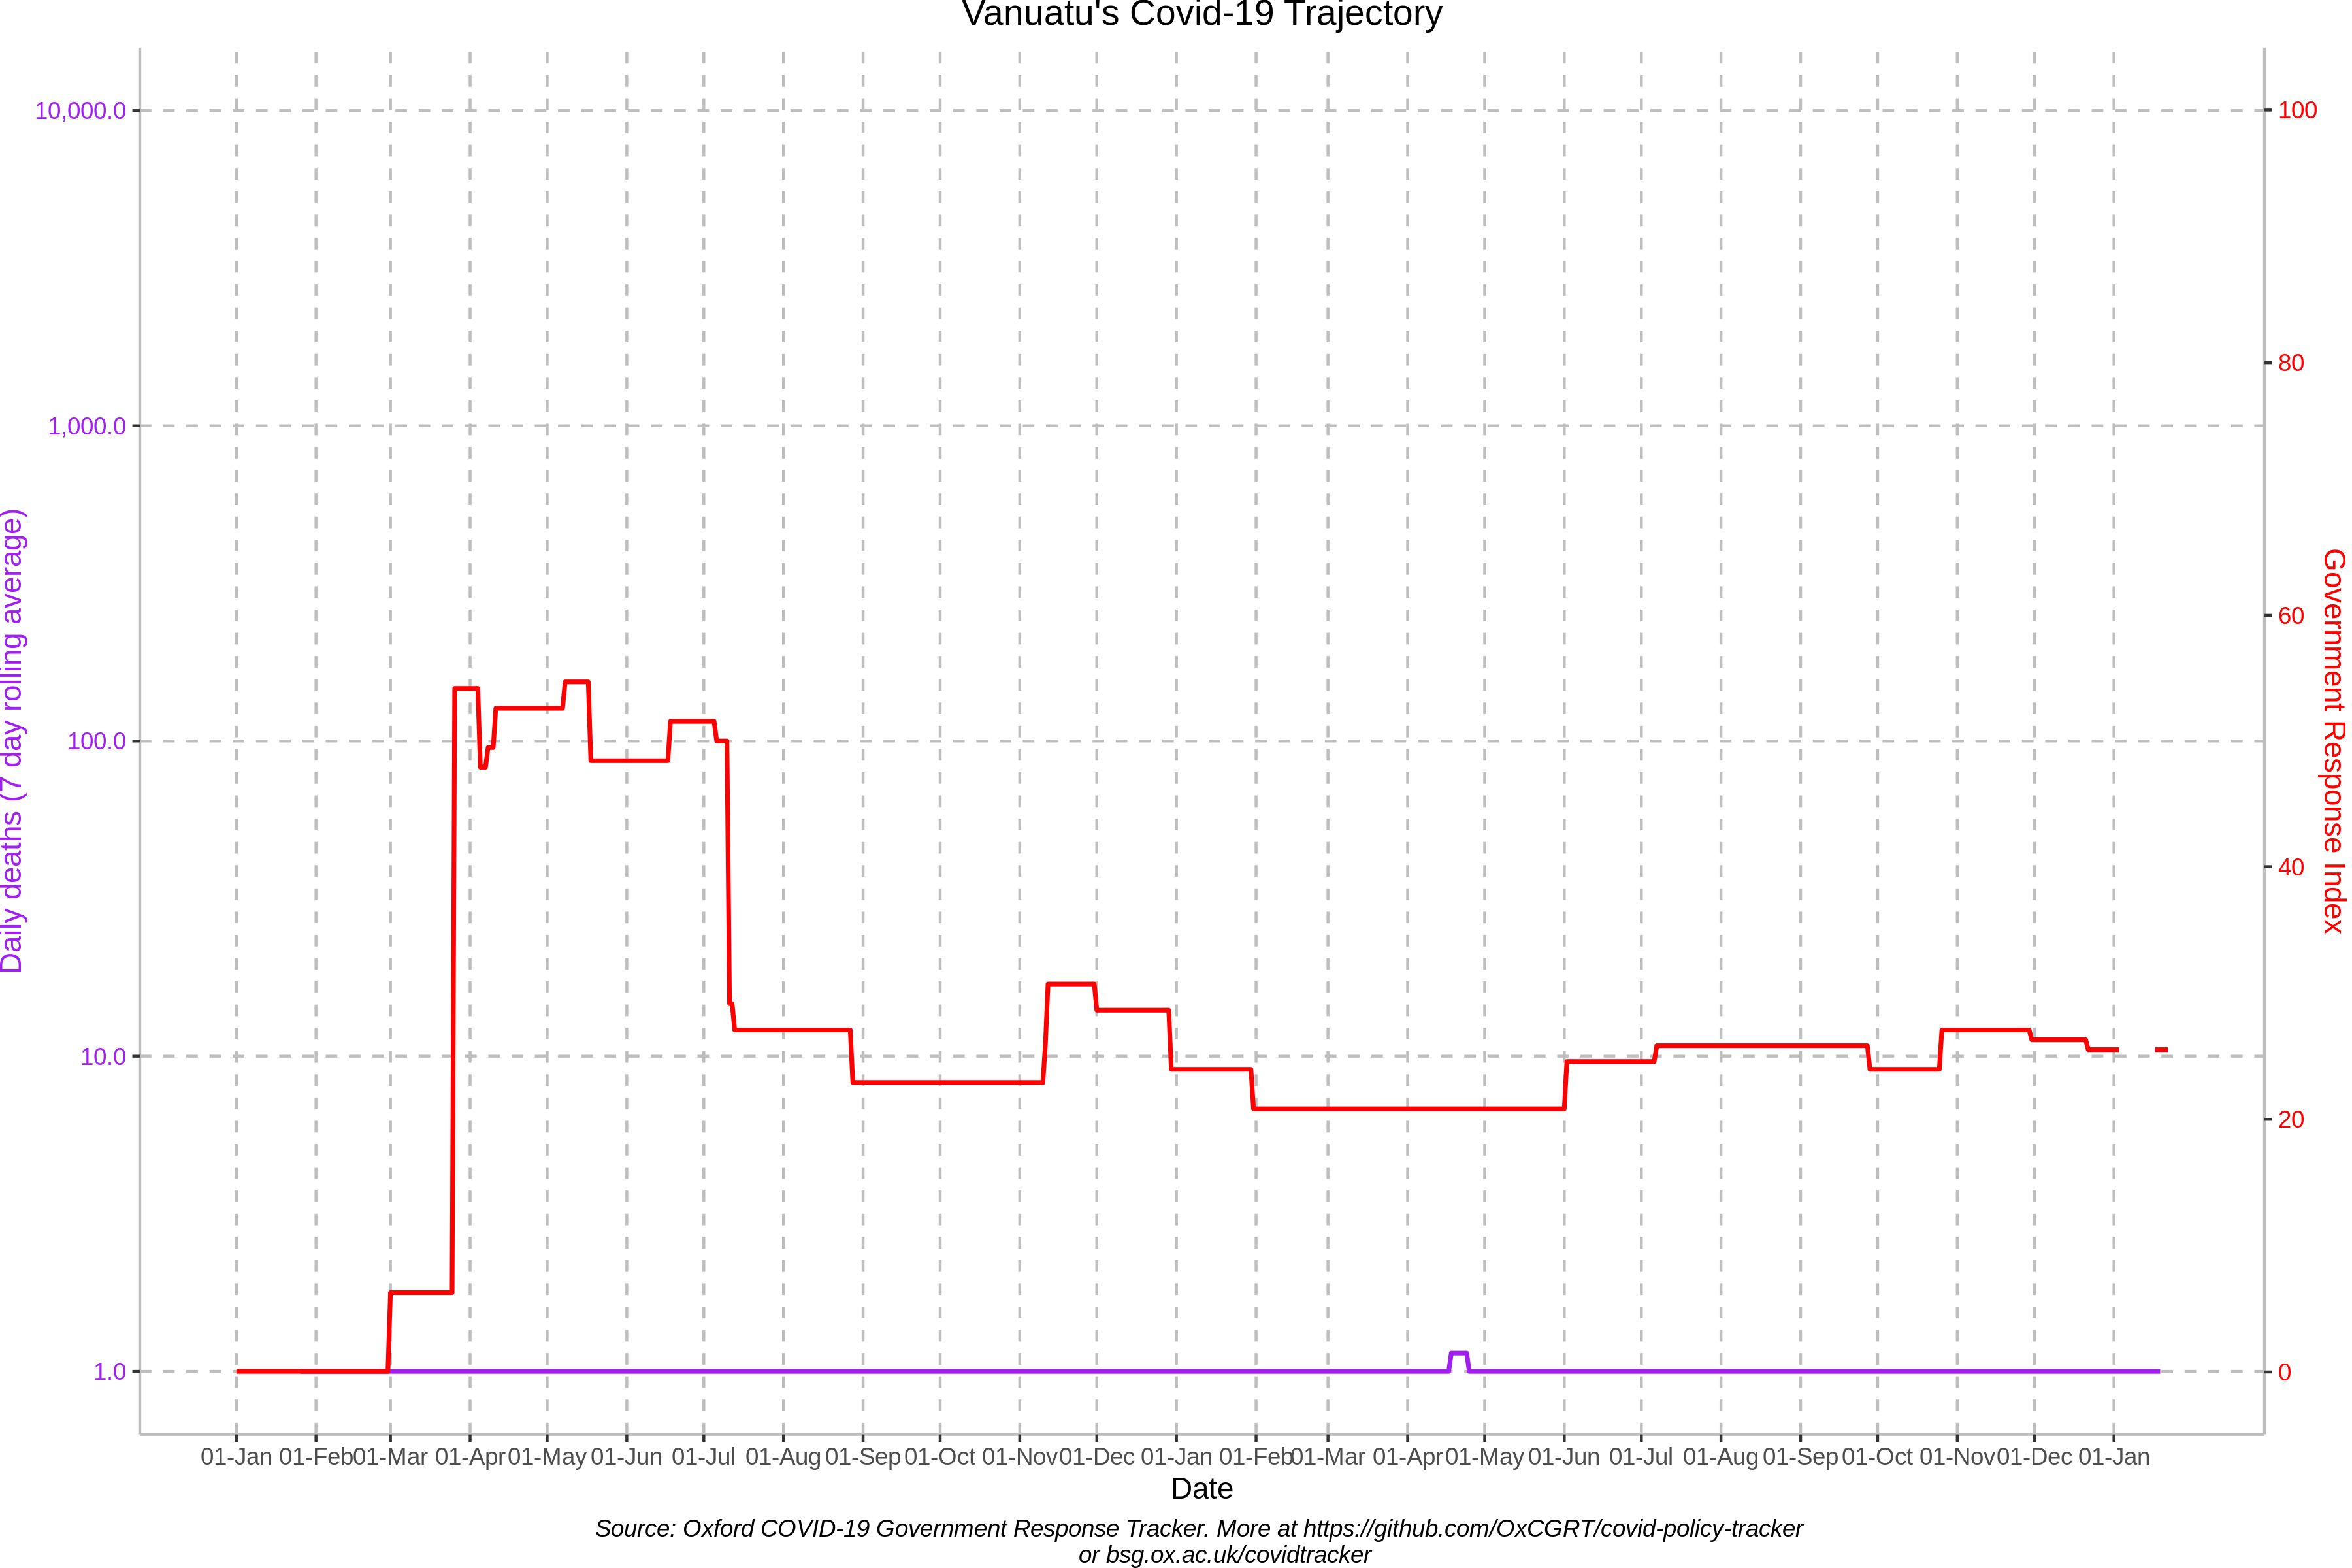 Vanuatu's Covid-19 Trajectory
10,000.0
1,000.0
100.0
10.0
1.0
Daily deaths (7 day rolling average)
100
80
60
40
20
0
Government Response Index
01-Jan 01-Feb 01-Mar 01-Apr 01-May 01-Jun 01-Jul 01-Aug 01-Sep 01-Oct 01-Nov 01-Dec 01-Jan 01-Feb 01-Mar 01-Apr 01-May 01-Jun 01-Jul 01-Aug 01-Sep 01-Oct 01-Nov 01-Dec 01-Jan
Date
Source: Oxford COVID-19 Government Response Tracker. More at https://github.com/OxCGRT/covid-policy-tracker
or bsg.ox.ac.uk/covidtracker